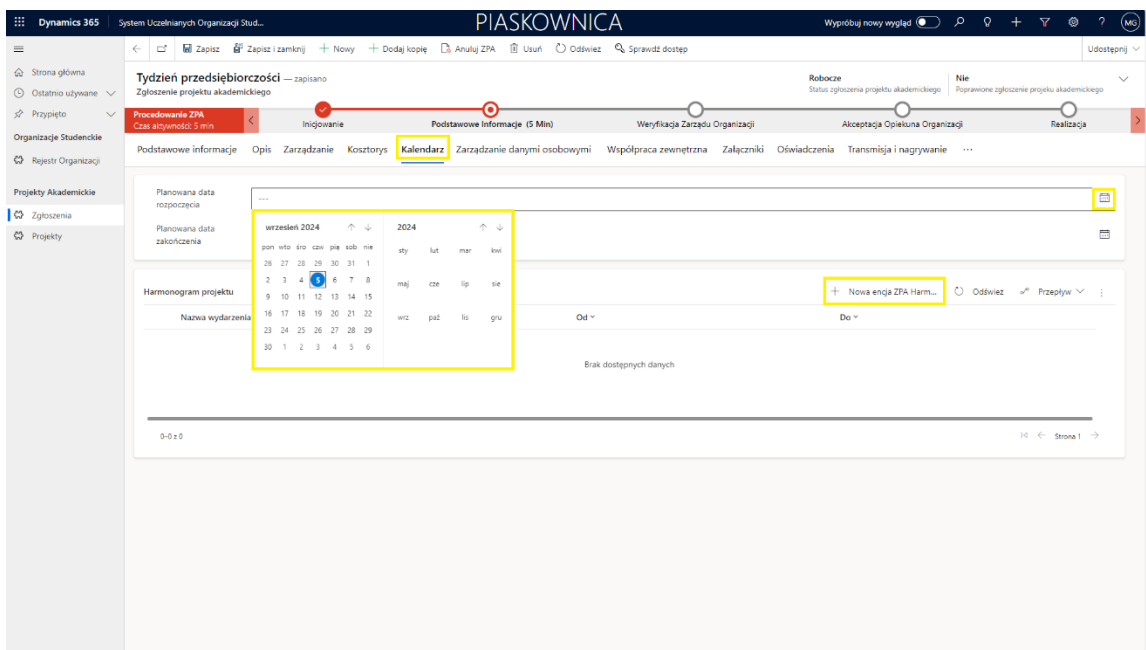 Dynamics 365 System Uczelnianych Organizacji Stud... PIASKOWNICA Wypróbuj nowy wygląd MG
Zapisz Zapisz i zamknij Nowy Dodaj kopię Anuluj ZPA Usuń Odśwież Sprawdź dostęp Udostępnij
Strona główna
Ostatnio używane
Przypięto
Organizacje Studenckie
Rejestr Organizacji
Projekty Akademickie
Zgłoszenia
Projekty
Tydzień przedsiębiorczości — zapisano
Zgłoszenie projektu akademickiego
Robocze
Status zgłoszenia projektu akademickiego
Nie
Poprawione zgłoszenie projeku akademickiego
Procedowanie ZPA
Czas aktywności: 5 min
Inicjowanie
Podstawowe Informacje (5 Min)
Weryfikacja Zarządu Organizacji
Akceptacja Opiekuna Organizacji
Realizacja
Podstawowe informacje Opis Zarządzanie Kosztorys Kalendarz Zarządzanie danymi osobowymi Współpraca zewnętrzna Załączniki Oświadczenia Transmisja i nagrywanie ...
Planowana data
rozpoczęcia
---
Planowana data
zakończenia
wrzesień 2024
pon wto śro czw pią sob nie
26 27 28 29 30 31 1
2 3 4 5 6 7 8
9 10 11 12 13 14 15
16 17 18 19 20 21 22
23 24 25 26 27 28 29
30 1 2 3 4 5 6
2024
sty lut mar kwi
maj cze lip sie
wrz paź lis gru
Harmonogram projektu
Nowa encja ZPA Harm... Odśwież Przepływ
Nazwa wydarzenia Od Do
Brak dostępnych danych
0-0 z 0
Strona 1